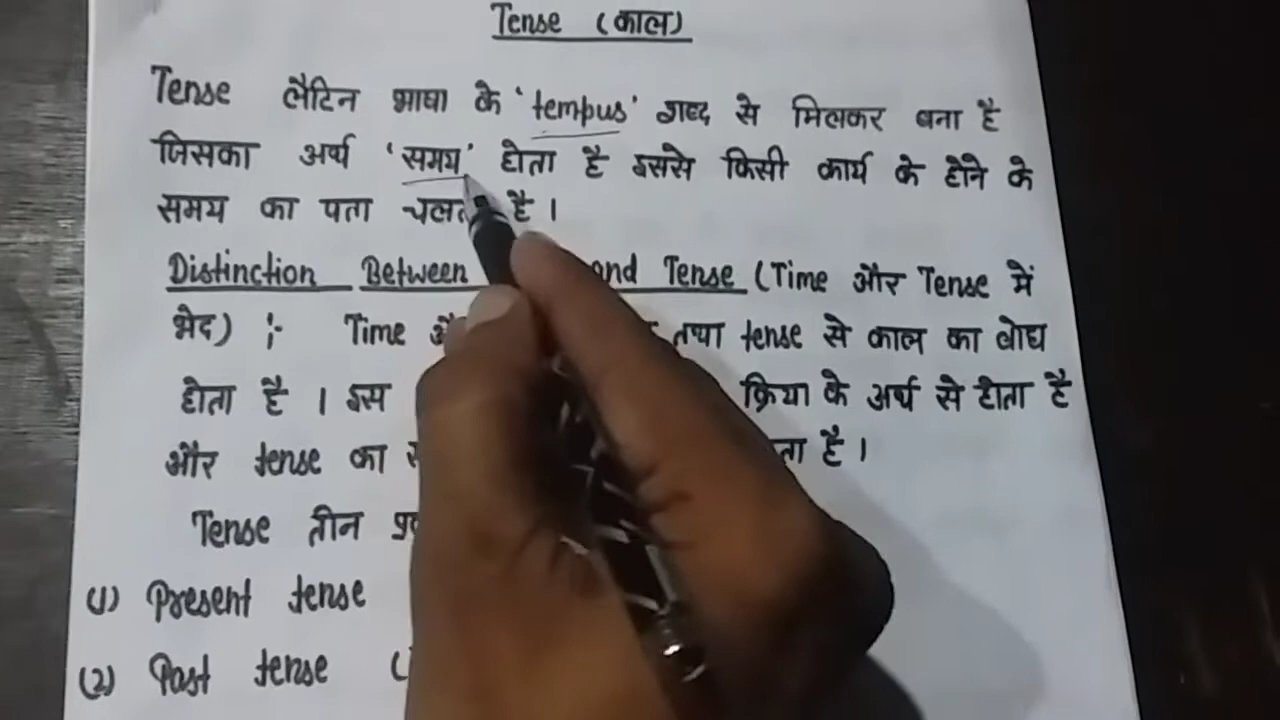 Tense (काल)
Tense लैटिन भाषा के 'tempus' शब्द से मिलकर बना है
जिसका अर्थ 'समय' होता है इससे किसी कार्य के होने के
समय का पता है ।
Distinction Between and Tense (Time और Tense में
भेद) :- Time तथा tense से काल का बोध
होता है । इस क्रिया के अर्थ से होता है
और tense का है ।
Tense तीन
(1) Present tense
(2) Past tense (